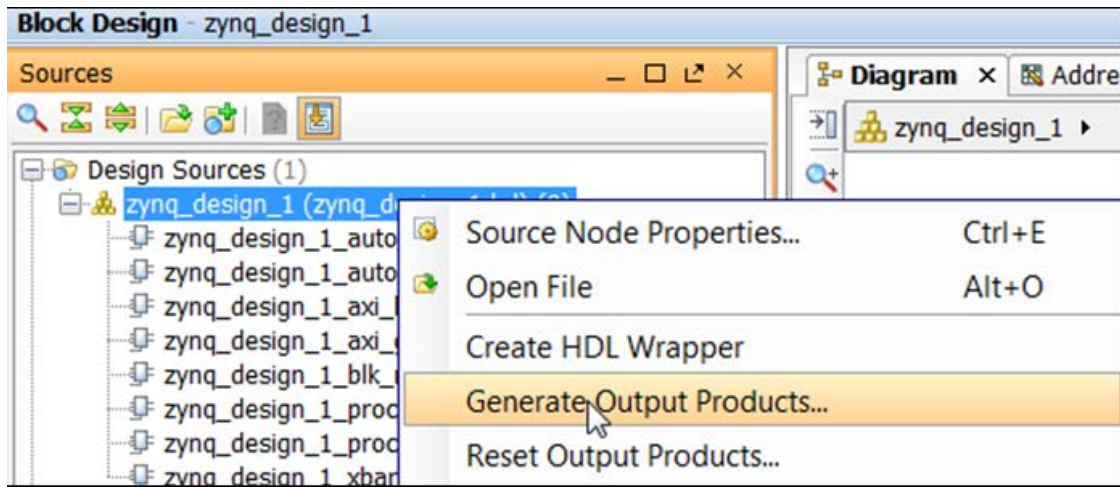 Block Design - zynq_design_1
Sources
Diagram × Addre
zynq_design_1
Design Sources (1)
zynq_design_1 (zynq_d
zynq_design_1_auto
zynq_design_1_auto
zynq_design_1_axi_
zynq_design_1_axi_
zynq_design_1_blk_
zynq_design_1_proc
zynq_design_1_proc
zynq_design_1_xbar
Source Node Properties... Ctrl+E
Open File Alt+O
Create HDL Wrapper
Generate Output Products...
Reset Output Products...